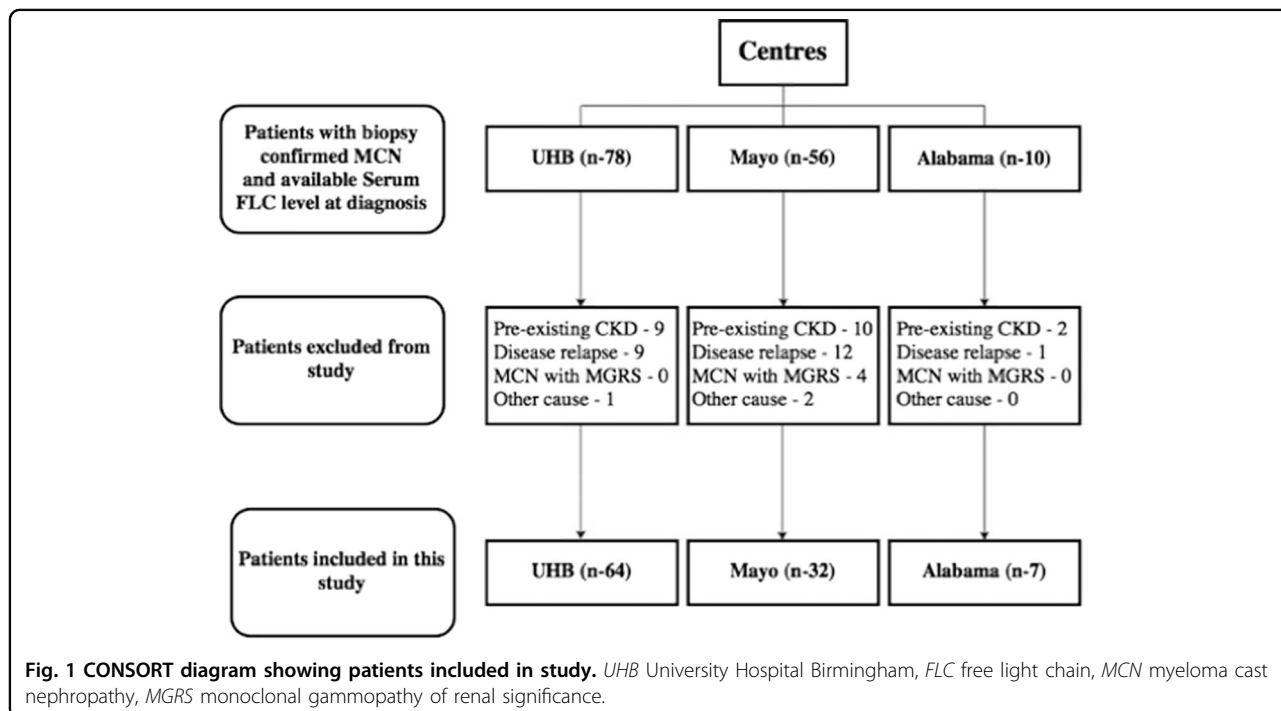 Centres
Patients with biopsy
confirmed MCN
and available Serum
FLC level at diagnosis
UHB (n-78)
Mayo (n-56)
Alabama (n-10)
Patients excluded from
study
Pre-existing CKD - 9
Disease relapse - 9
MCN with MGRS - 0
Other cause - 1
Pre-existing CKD - 10
Disease relapse - 12
MCN with MGRS - 4
Other cause - 2
Pre-existing CKD - 2
Disease relapse - 1
MCN with MGRS - 0
Other cause - 0
Patients included in this
study
UHB (n-64)
Mayo (n-32)
Alabama (n-7)
Fig. 1 CONSORT diagram showing patients included in study. UHB University Hospital Birmingham, FLC free light chain, MCN myeloma cast
nephropathy, MGRS monoclonal gammopathy of renal significance.